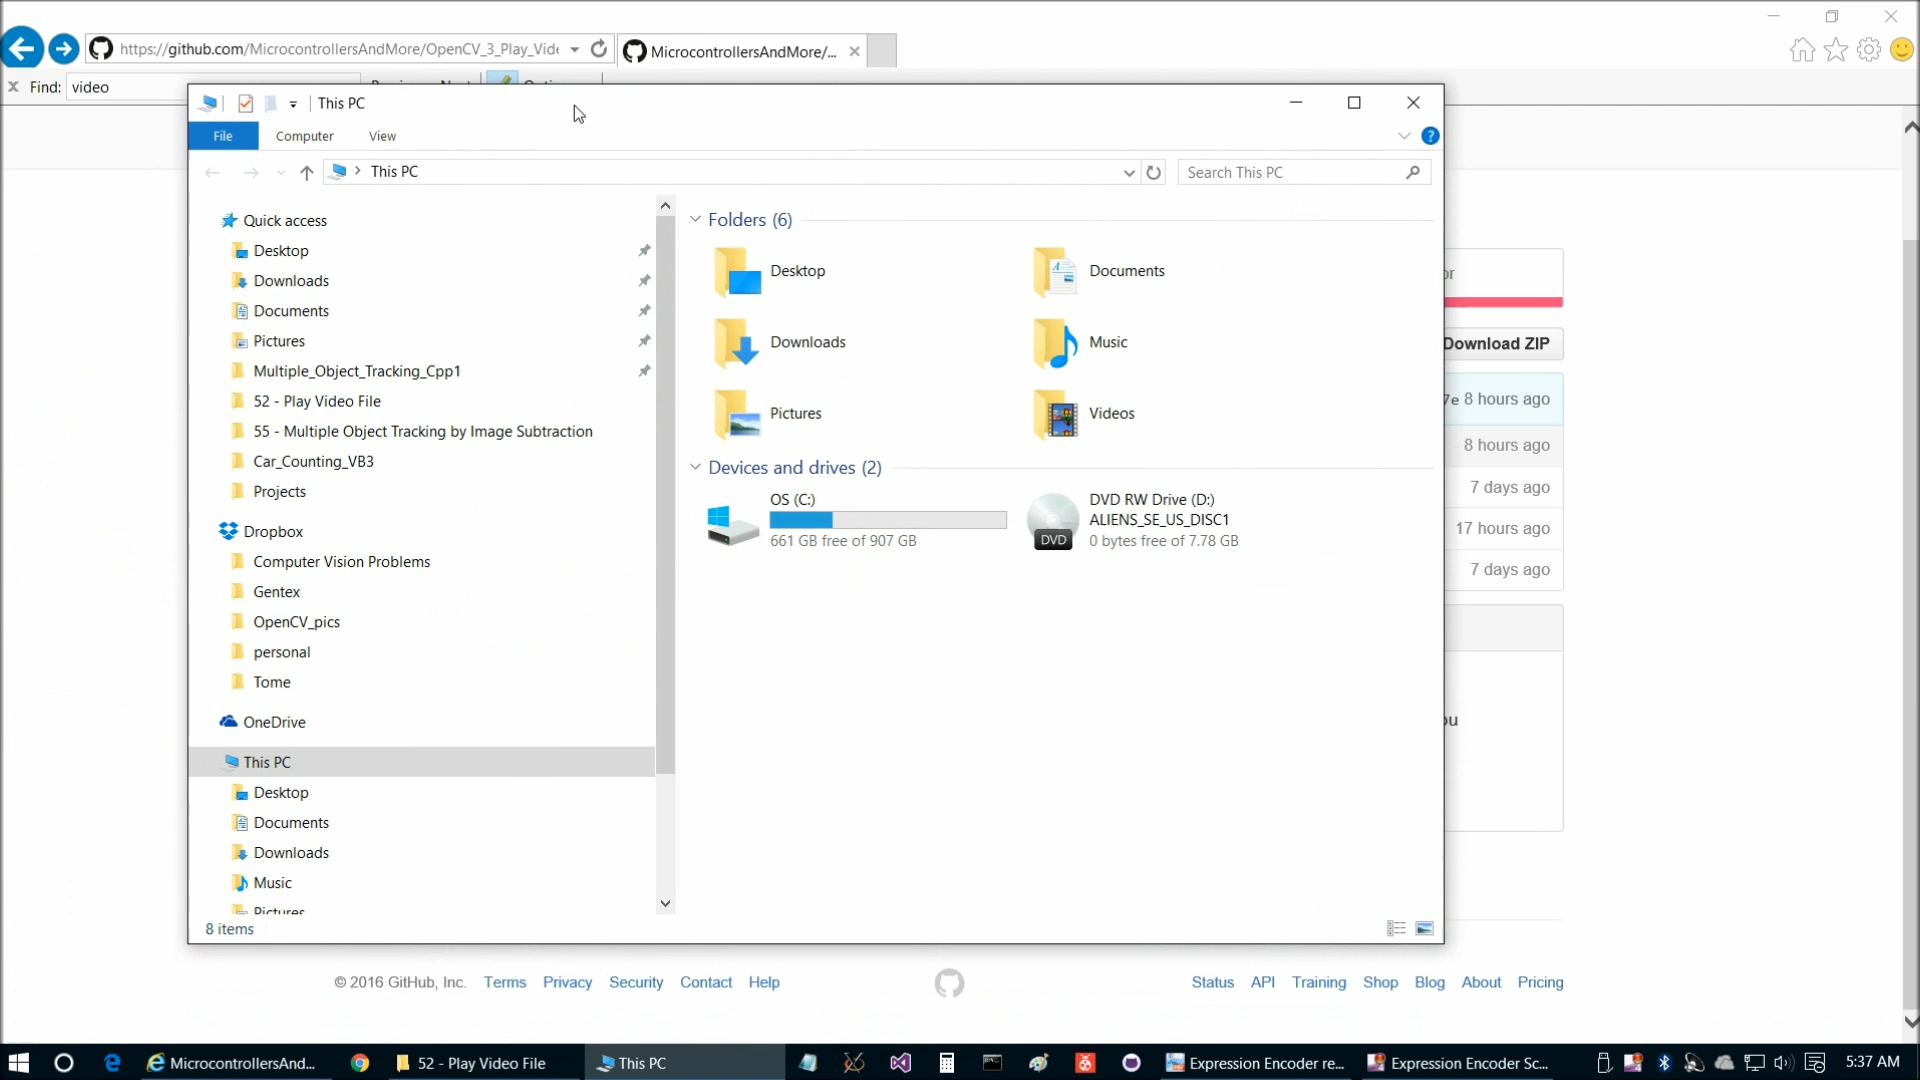 https://github.com/MicrocontrollersAndMore/OpenCV_3_Play_Vide
MicrocontrollersAndMore/...
Find: video
This PC
File Computer View
This PC
Search This PC
Quick access
Desktop
Downloads
Documents
Pictures
Multiple_Object_Tracking_Cpp1
52 - Play Video File
55 - Multiple Object Tracking by Image Subtraction
Car_Counting_VB3
Projects
Dropbox
Computer Vision Problems
Gentex
OpenCV_pics
personal
Tome
OneDrive
This PC
Desktop
Documents
Downloads
Music
Pictures
8 items
Folders (6)
Desktop
Documents
Downloads
Music
Pictures
Videos
Devices and drives (2)
OS (C:)
661 GB free of 907 GB
DVD RW Drive (D:)
ALIENS_SE_US_DISC1
DVD
0 bytes free of 7.78 GB
or
Download ZIP
7e 8 hours ago
8 hours ago
7 days ago
17 hours ago
7 days ago
ou
© 2016 GitHub, Inc. Terms Privacy Security Contact Help
Status API Training Shop Blog About Pricing
MicrocontrollersAnd...
52 - Play Video File
This PC
Expression Encoder re...
Expression Encoder Sc...
5:37 AM